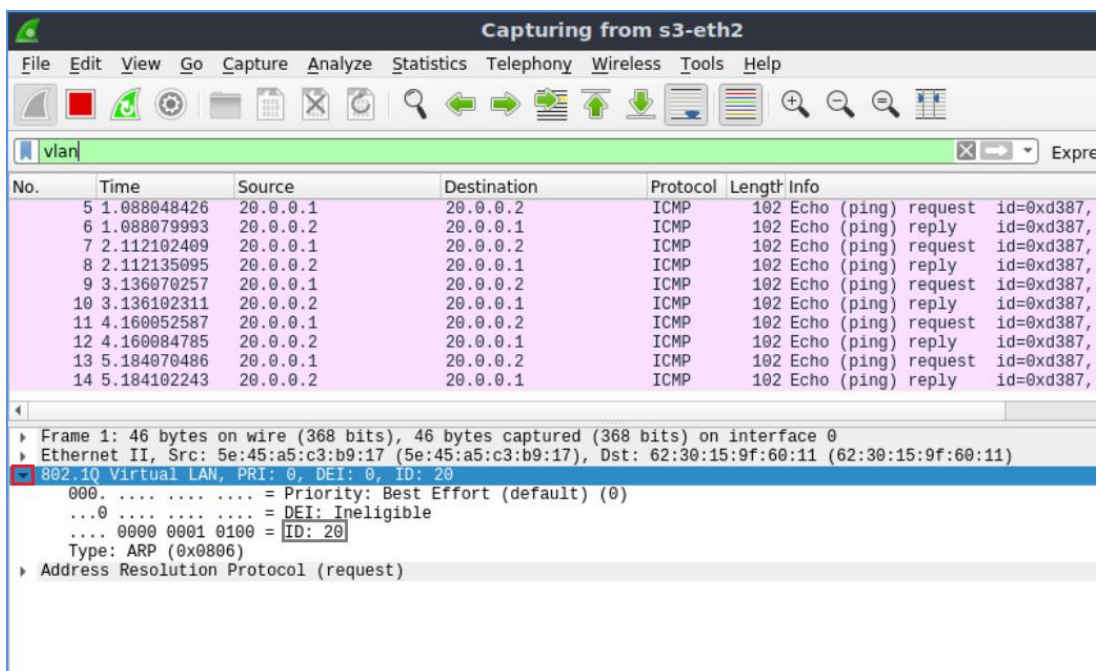 Capturing from s3-eth2
File Edit View Go Capture Analyze Statistics Telephony Wireless Tools Help
vlan
Expre
No. Time Source Destination Protocol Length Info
5 1.088048426 20.0.0.1 20.0.0.2 ICMP 102 Echo (ping) request id=0xd387,
6 1.088079993 20.0.0.2 20.0.0.1 ICMP 102 Echo (ping) reply id=0xd387,
7 2.112102409 20.0.0.1 20.0.0.2 ICMP 102 Echo (ping) request id=0xd387,
8 2.112135095 20.0.0.2 20.0.0.1 ICMP 102 Echo (ping) reply id=0xd387,
9 3.136070257 20.0.0.1 20.0.0.2 ICMP 102 Echo (ping) request id=0xd387,
10 3.136102311 20.0.0.2 20.0.0.1 ICMP 102 Echo (ping) reply id=0xd387,
11 4.160052587 20.0.0.1 20.0.0.2 ICMP 102 Echo (ping) request id=0xd387,
12 4.160084785 20.0.0.2 20.0.0.1 ICMP 102 Echo (ping) reply id=0xd387,
13 5.184070486 20.0.0.1 20.0.0.2 ICMP 102 Echo (ping) request id=0xd387,
14 5.184102243 20.0.0.2 20.0.0.1 ICMP 102 Echo (ping) reply id=0xd387,
Frame 1: 46 bytes on wire (368 bits), 46 bytes captured (368 bits) on interface 0
Ethernet II, Src: 5e:45:a5:c3:b9:17 (5e:45:a5:c3:b9:17), Dst: 62:30:15:9f:60:11 (62:30:15:9f:60:11)
802.1Q Virtual LAN, PRI: 0, DEI: 0, ID: 20
000. .... .... .... = Priority: Best Effort (default) (0)
...0 .... .... .... = DEI: Ineligible
.... 0000 0001 0100 = ID: 20
Type: ARP (0x0806)
Address Resolution Protocol (request)